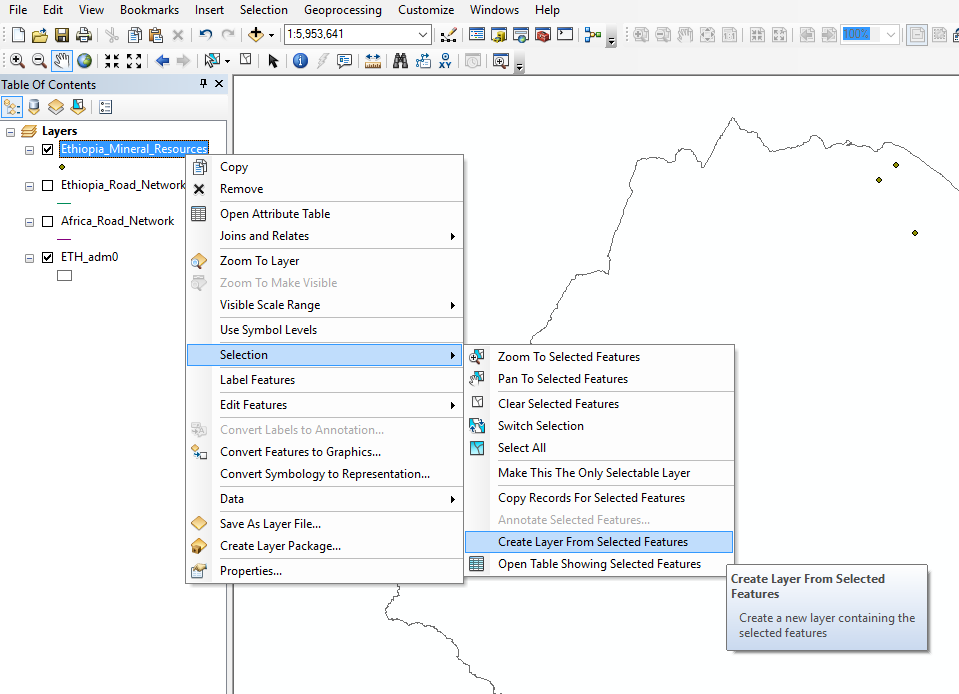 File Edit View Bookmarks Insert Selection Geoprocessing Customize Windows Help
1:5,953,641
100%
Table Of Contents
Layers
Ethiopia_Mineral_Resources
Ethiopia_Road_Network
Africa_Road_Network
ETH_adm0
Copy
Remove
Open Attribute Table
Joins and Relates
Zoom To Layer
Zoom To Make Visible
Visible Scale Range
Use Symbol Levels
Selection
Label Features
Edit Features
Convert Labels to Annotation...
Convert Features to Graphics...
Convert Symbology to Representation...
Data
Save As Layer File...
Create Layer Package...
Properties...
Zoom To Selected Features
Pan To Selected Features
Clear Selected Features
Switch Selection
Select All
Make This The Only Selectable Layer
Copy Records For Selected Features
Annotate Selected Features...
Create Layer From Selected Features
Open Table Showing Selected Features
Create Layer From Selected
Features
Create a new layer containing the
selected features